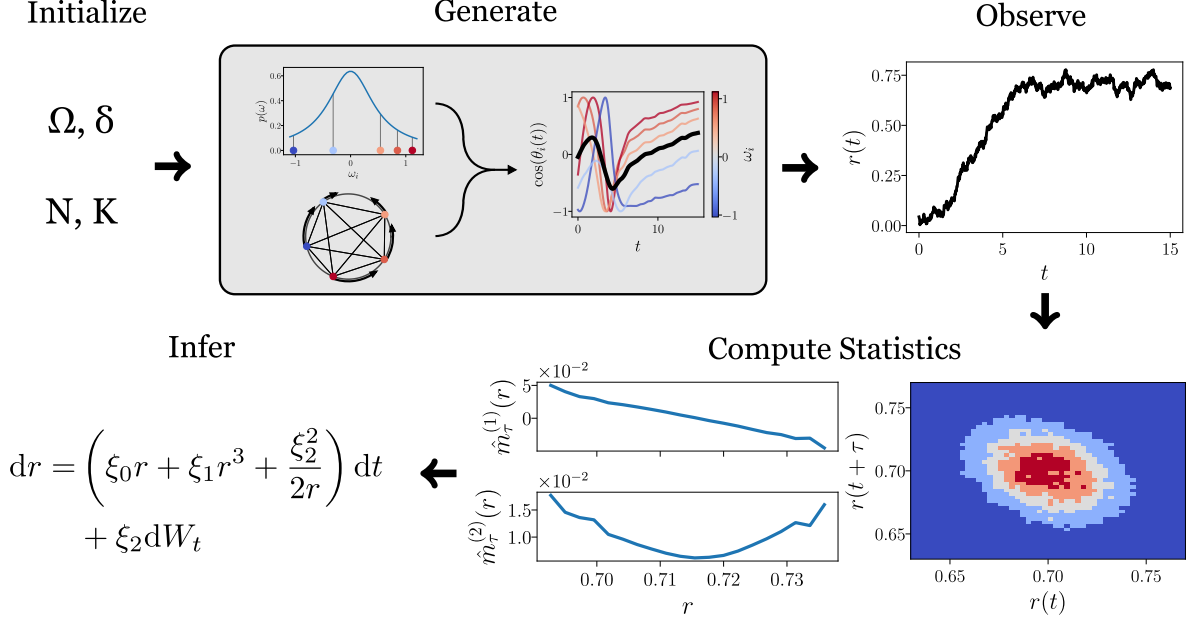 Initialize
Generate
Observe
Ω, δ
N, K
p(ω)
0.6
0.4
0.2
0.0
−1
0
1
ω_i
cos(θ_i(t))
1
0
−1
0
10
t
1
0
−1
ω_i
r(t)
0.75
0.50
0.25
0.00
0
5
10
15
t
Infer
Compute Statistics
dr = (ξ_0 r + ξ_1 r^3 + ξ_2^2/2r) dt
+ ξ_2 dW_t
×10^{−2}
5
0
m̂_τ^{(1)}(r)
×10^{−2}
1.5
1.0
m̂_τ^{(2)}(r)
0.70
0.71
0.72
0.73
r
r(t + τ)
0.75
0.70
0.65
0.65
0.70
0.75
r(t)